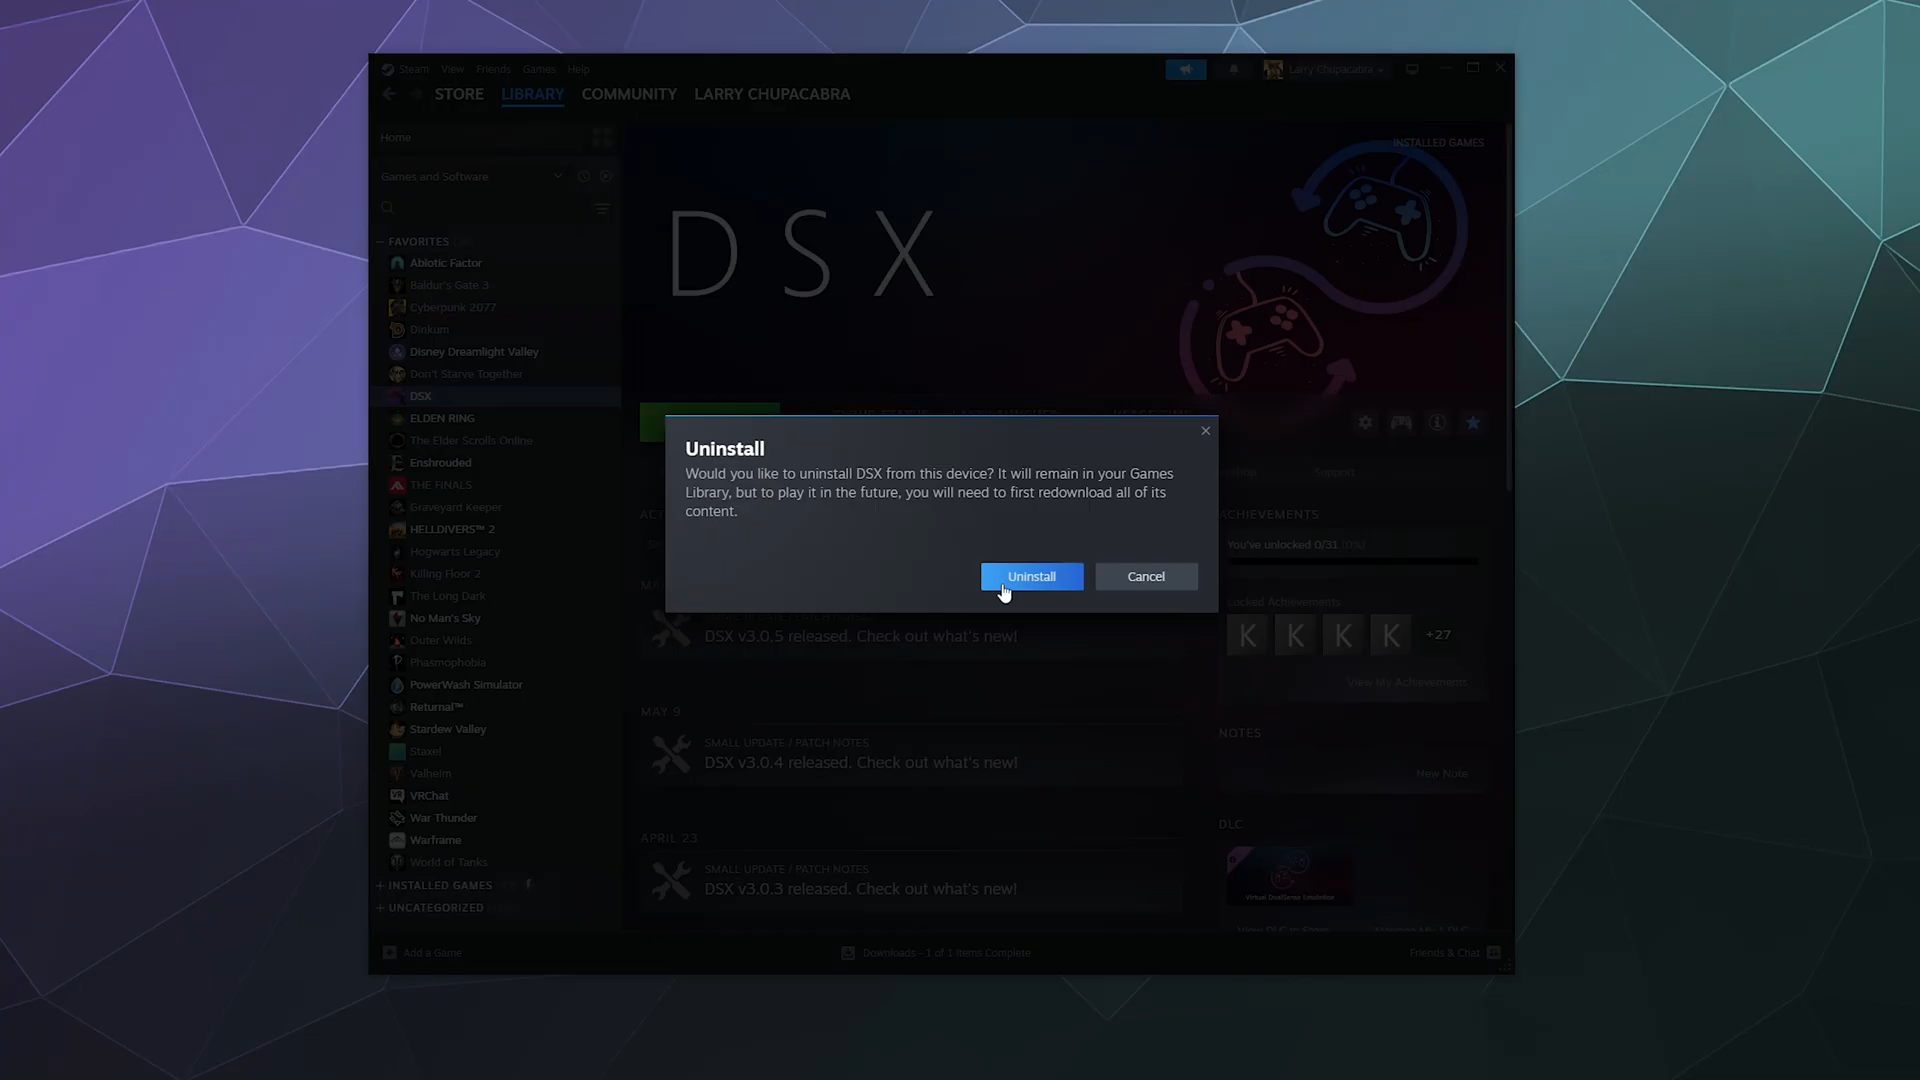 Steam View Friends Games Help
Larry Chupacabra
STORE LIBRARY COMMUNITY LARRY CHUPACABRA
Home
INSTALLED GAMES
Games and Software
DSX
FAVORITES
Abiotic Factor
Baldur's Gate 3
Cyberpunk 2077
Dinkum
Disney Dreamlight Valley
Don't Starve Together
DSX
ELDEN RING
The Elder Scrolls Online
Enshrouded
THE FINALS
Graveyard Keeper
HELLDIVERS™ 2
Hogwarts Legacy
Killing Floor 2
The Long Dark
No Man's Sky
Outer Wilds
Phasmophobia
PowerWash Simulator
Returnal™
Stardew Valley
Staxel
Valheim
VRChat
War Thunder
Warframe
World of Tanks
+ INSTALLED GAMES
+ UNCATEGORIZED
Uninstall
Would you like to uninstall DSX from this device? It will remain in your Games
Library, but to play it in the future, you will need to first redownload all of its
content.
Uninstall Cancel
Support
DSX v3.0.5 released. Check out what's new!
MAY 9
SMALL UPDATE / PATCH NOTES
DSX v3.0.4 released. Check out what's new!
APRIL 23
SMALL UPDATE / PATCH NOTES
DSX v3.0.3 released. Check out what's new!
ACHIEVEMENTS
You've unlocked 0/31 (0%)
Locked Achievements
K K K K +27
View My Achievements
NOTES
New Note
DLC
Virtual DualSense Emulation
Add a Game
Downloads - 1 of 1 Items Complete
Friends & Chat